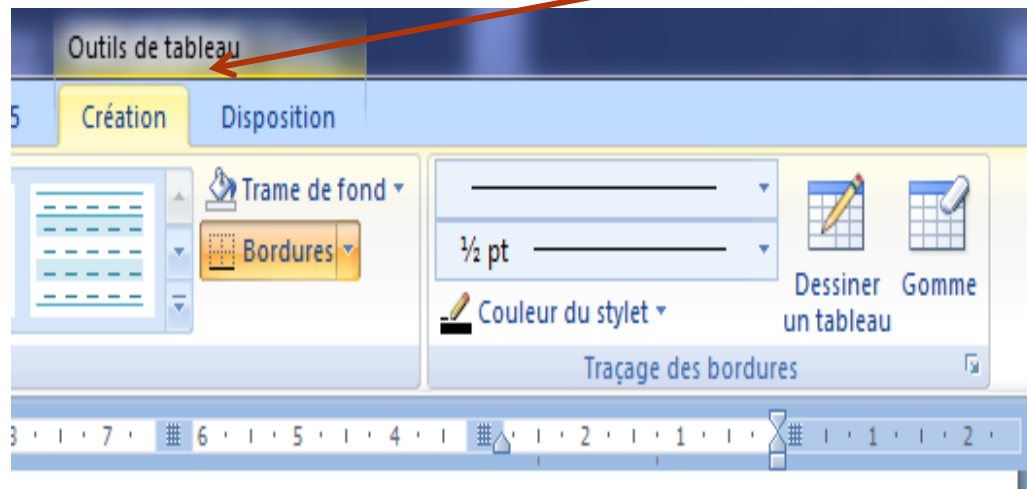 Outils de tableau
5 Création Disposition
Trame de fond
Bordures
½ pt
Couleur du stylet
Dessiner un tableau
Gomme
Traçage des bordures
3 · ı · 7 · 6 · ı · 5 · ı · 4 · ı · ı · 2 · ı · 1 · ı · ı · 1 · ı · 2 ·